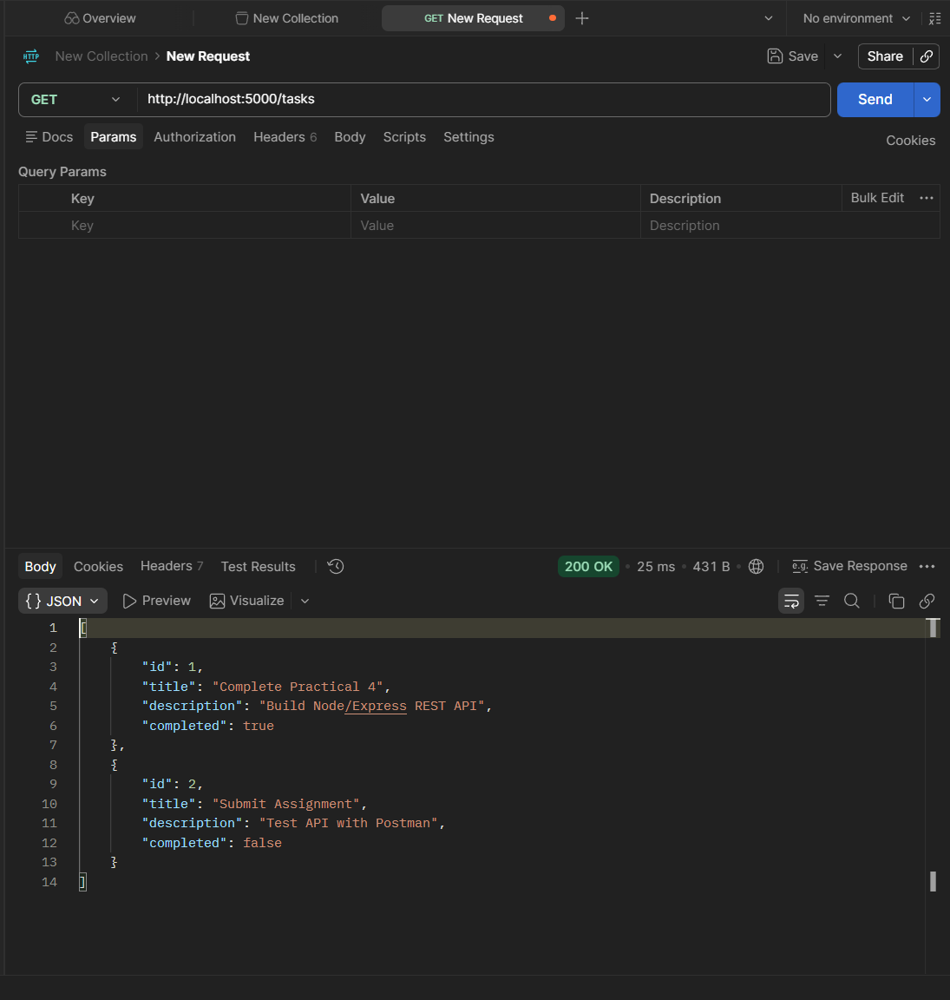 Overview New Collection GET New Request No environment
HTTP New Collection > New Request Save Share
GET http://localhost:5000/tasks Send
Docs Params Authorization Headers 6 Body Scripts Settings Cookies
Query Params
Key Value Description Bulk Edit
Key Value Description
Body Cookies Headers 7 Test Results 200 OK 25 ms 431 B e.g. Save Response
{} JSON Preview Visualize
1 [
2 {
3 "id": 1,
4 "title": "Complete Practical 4",
5 "description": "Build Node/Express REST API",
6 "completed": true
7 },
8 {
9 "id": 2,
10 "title": "Submit Assignment",
11 "description": "Test API with Postman",
12 "completed": false
13 }
14 ]